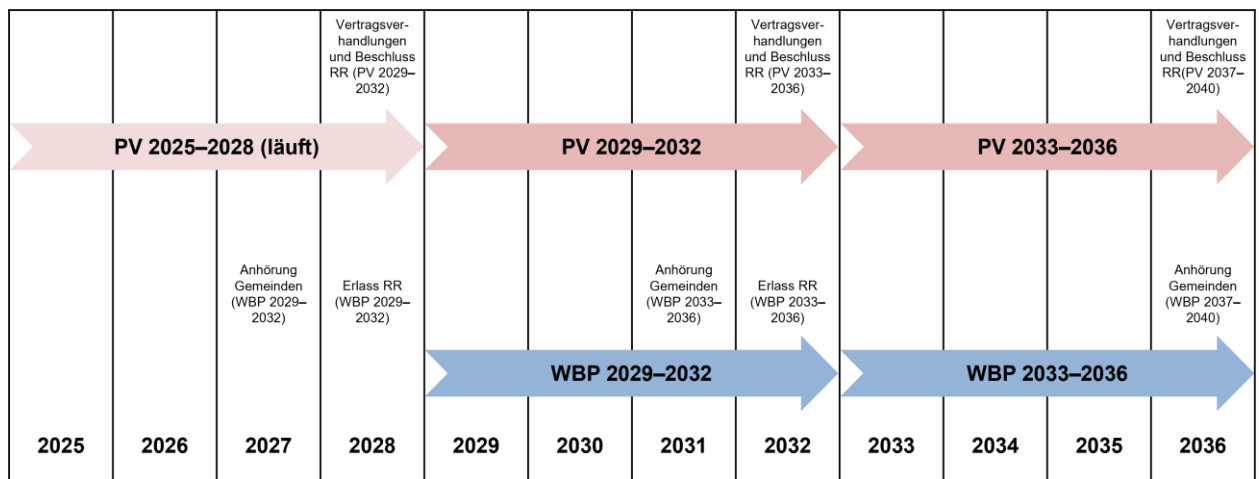 Vertragsver-
handlungen
und Beschluss
RR (PV 2029–
2032)
Vertragsver-
handlungen
und Beschluss
RR (PV 2033–
2036)
Vertragsver-
handlungen
und Beschluss
RR(PV 2037–
2040)
PV 2025–2028 (läuft)
PV 2029–2032
PV 2033–2036
Anhörung
Gemeinden
(WBP 2029–
2032)
Erlass RR
(WBP 2029–
2032)
Anhörung
Gemeinden
(WBP 2033–
2036)
Erlass RR
(WBP 2033–
2036)
Anhörung
Gemeinden
(WBP 2037–
2040)
WBP 2029–2032
WBP 2033–2036
2025 2026 2027 2028 2029 2030 2031 2032 2033 2034 2035 2036